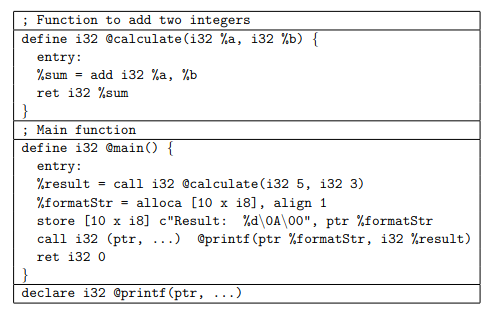 ; Function to add two integers
define i32 @calculate(i32 %a, i32 %b) {
entry:
%sum = add i32 %a, %b
ret i32 %sum
}
; Main function
define i32 @main() {
entry:
%result = call i32 @calculate(i32 5, i32 3)
%formatStr = alloca [10 x i8], align 1
store [10 x i8] c"Result: %d\0A\00", ptr %formatStr
call i32 (ptr, ...) @printf(ptr %formatStr, i32 %result)
ret i32 0
}
declare i32 @printf(ptr, ...)